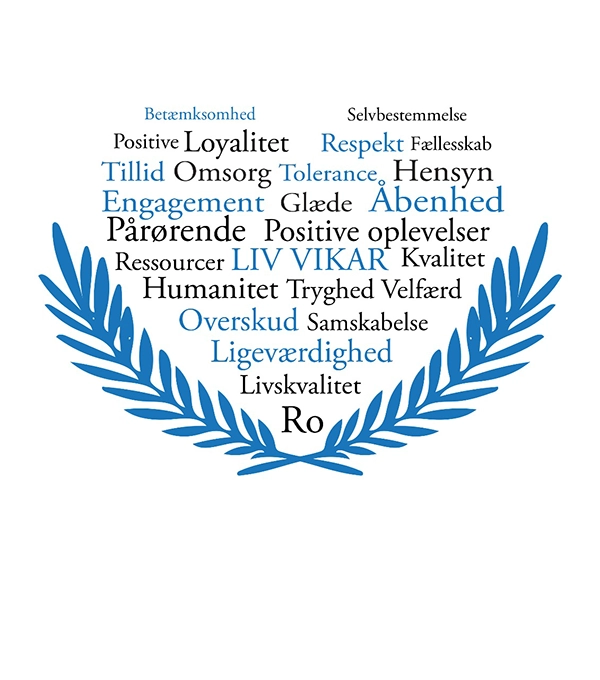 Betæmksomhed Selvbestemmelse
Positive Loyalitet Respekt Fællesskab
Tillid Omsorg Tolerance Hensyn
Engagement Glæde Åbenhed
Pårørende Positive oplevelser
Ressourcer LIV VIKAR Kvalitet
Humanitet Tryghed Velfærd
Overskud Samskabelse
Ligeværdighed
Livskvalitet
Ro